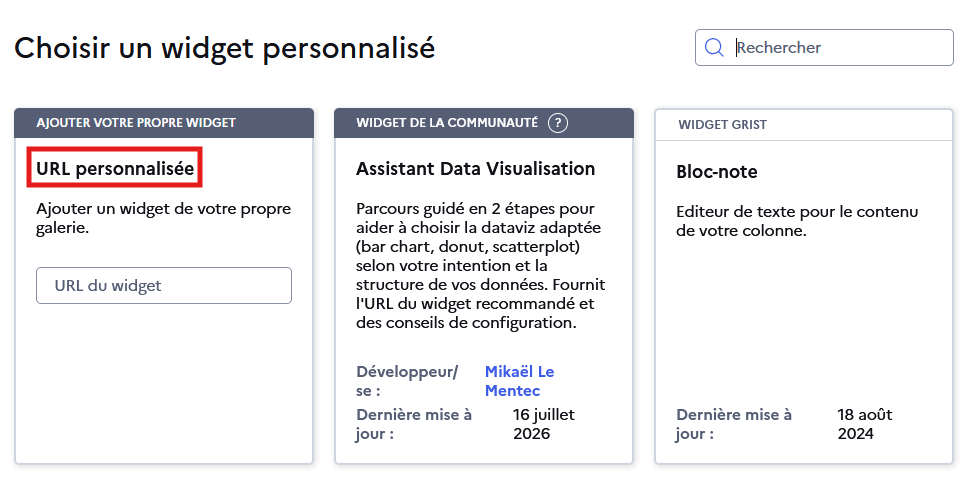 Choisir un widget personnalisé
Rechercher
AJOUTER VOTRE PROPRE WIDGET
URL personnalisée
Ajouter un widget de votre propre
galerie.
URL du widget
WIDGET DE LA COMMUNAUTÉ ?
Assistant Data Visualisation
Parcours guidé en 2 étapes pour
aider à choisir la dataviz adaptée
(bar chart, donut, scatterplot)
selon votre intention et la
structure de vos données. Fournit
l'URL du widget recommandé et
des conseils de configuration.
Développeur/
se :
Mikaël Le
Mentec
Dernière mise à
jour :
16 juillet
2026
WIDGET GRIST
Bloc-note
Editeur de texte pour le contenu
de votre colonne.
Dernière mise à
jour :
18 août
2024